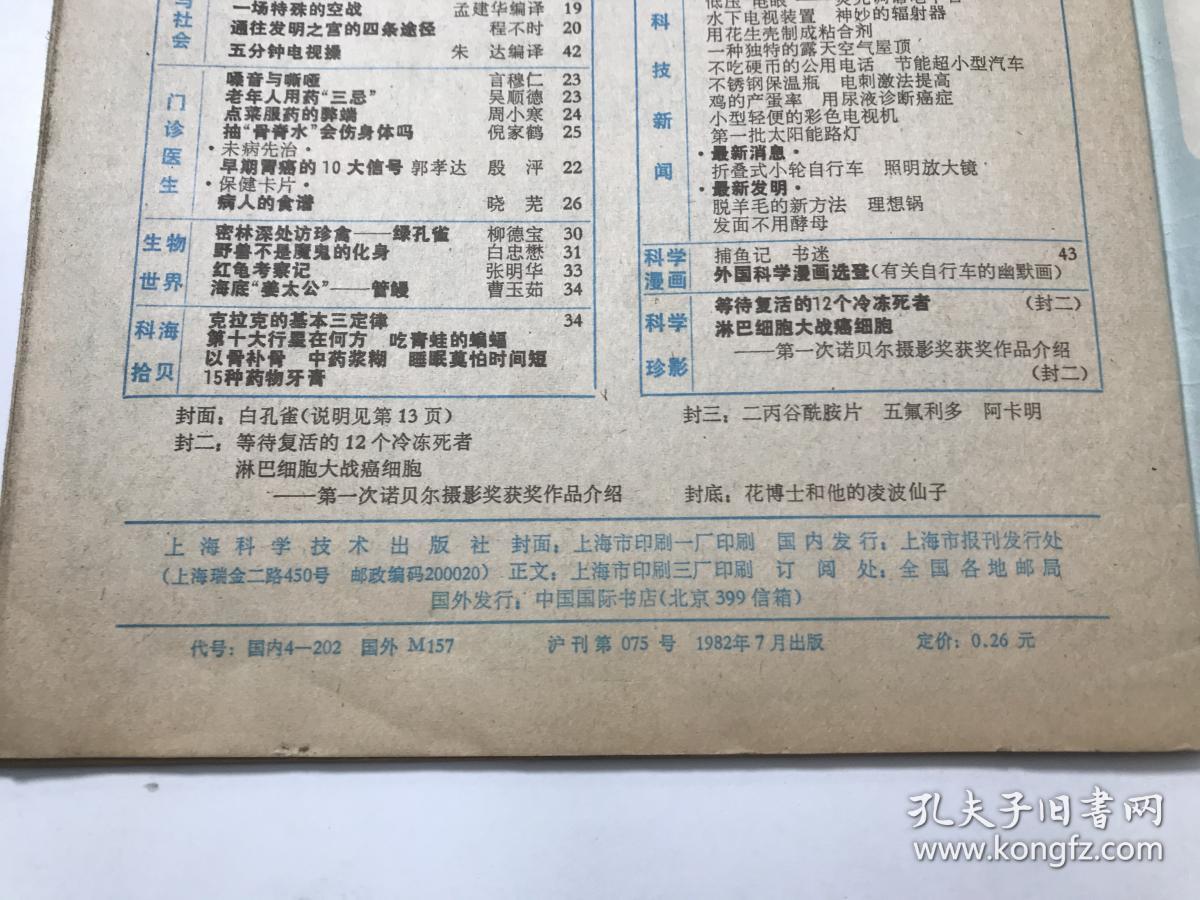 与社会
一场特殊的空战 孟建华编译 19
通往发明之宫的四条途径 程不时 20
五分钟电视操 朱达编译 42
门诊医生
噪音与嘶哑 言穆仁 23
老年人用药“三忌” 吴顺德 23
点菜服药的弊端 周小寒 24
抽“骨脊水”会伤身体吗 倪家鹤 25
·未病先治·
早期胃癌的10大信号 郭孝达 殷泙 22
·保健卡片·
病人的食谱 晓芜 26
生物世界
密林深处访珍禽——绿孔雀 柳德宝 30
野兽不是魔鬼的化身 白忠懋 31
红龟考察记 张明华 33
海底“姜太公”——管鳗 曹玉茹 34
科海拾贝
克拉克的基本三定律 34
第十大行星在何方 吃青蛙的蝙蝠
以骨补骨 中药浆糊 睡眠莫怕时间短
15种药物牙膏
科技新闻
水下电视装置 神妙的辐射器
用花生壳制成粘合剂
一种独特的露天空气屋顶
不吃硬币的公用电话 节能超小型汽车
不锈钢保温瓶 电刺激法提高
鸡的产蛋率 用尿液诊断癌症
小型轻便的彩色电视机
第一批太阳能路灯
·最新消息·
折叠式小轮自行车 照明放大镜
·最新发明·
脱羊毛的新方法 理想锅
发面不用酵母
科学漫画
捕鱼记 书迷 43
外国科学漫画选登(有关自行车的幽默画)
科学珍影
等待复活的12个冷冻死者 (封二)
淋巴细胞大战癌细胞
——第一次诺贝尔摄影奖获奖作品介绍
(封二)
封面：白孔雀(说明见第13页)
封二：等待复活的12个冷冻死者
淋巴细胞大战癌细胞
——第一次诺贝尔摄影奖获奖作品介绍
封三：二丙谷酰胺片 五氟利多 阿卡明
封底：花博士和他的凌波仙子
上海科学技术出版社 封面：上海市印刷一厂印刷 国内发行：上海市报刊发行处
(上海瑞金二路450号 邮政编码200020) 正文：上海市印刷三厂印刷 订阅处：全国各地邮局
国外发行：中国国际书店(北京399信箱)
代号：国内4—202 国外M157 沪刊第075号 1982年7月出版 定价：0.26元
孔夫子旧书网
www.kongfz.com